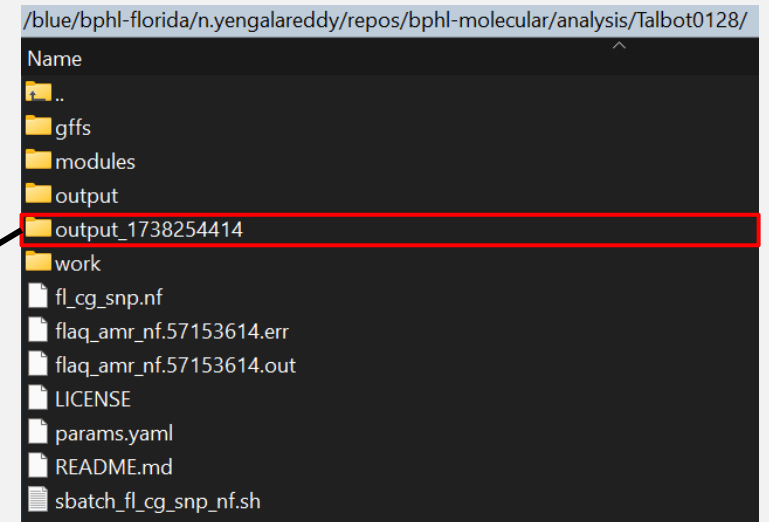 /blue/bphl-florida/n.yengalareddy/repos/bphl-molecular/analysis/Talbot0128/
Name
..
gffs
modules
output
output_1738254414
work
fl_cg_snp.nf
flaq_amr_nf.57153614.err
flaq_amr_nf.57153614.out
LICENSE
params.yaml
README.md
sbatch_fl_cg_snp_nf.sh